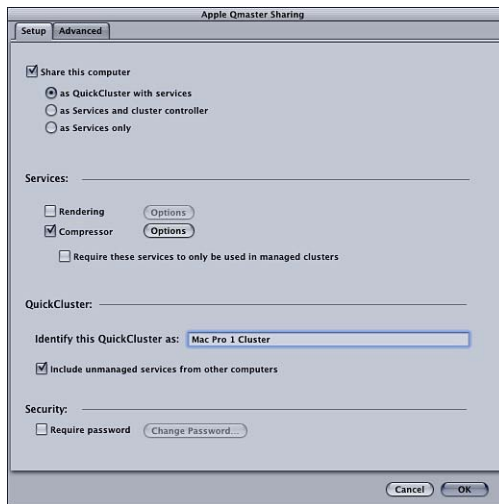 Apple Qmaster Sharing
Setup Advanced
Share this computer
as QuickCluster with services
as Services and cluster controller
as Services only
Services:
Rendering Options
Compressor Options
Require these services to only be used in managed clusters
QuickCluster:
Identify this QuickCluster as: Mac Pro 1 Cluster
Include unmanaged services from other computers
Security:
Require password Change Password...
Cancel OK